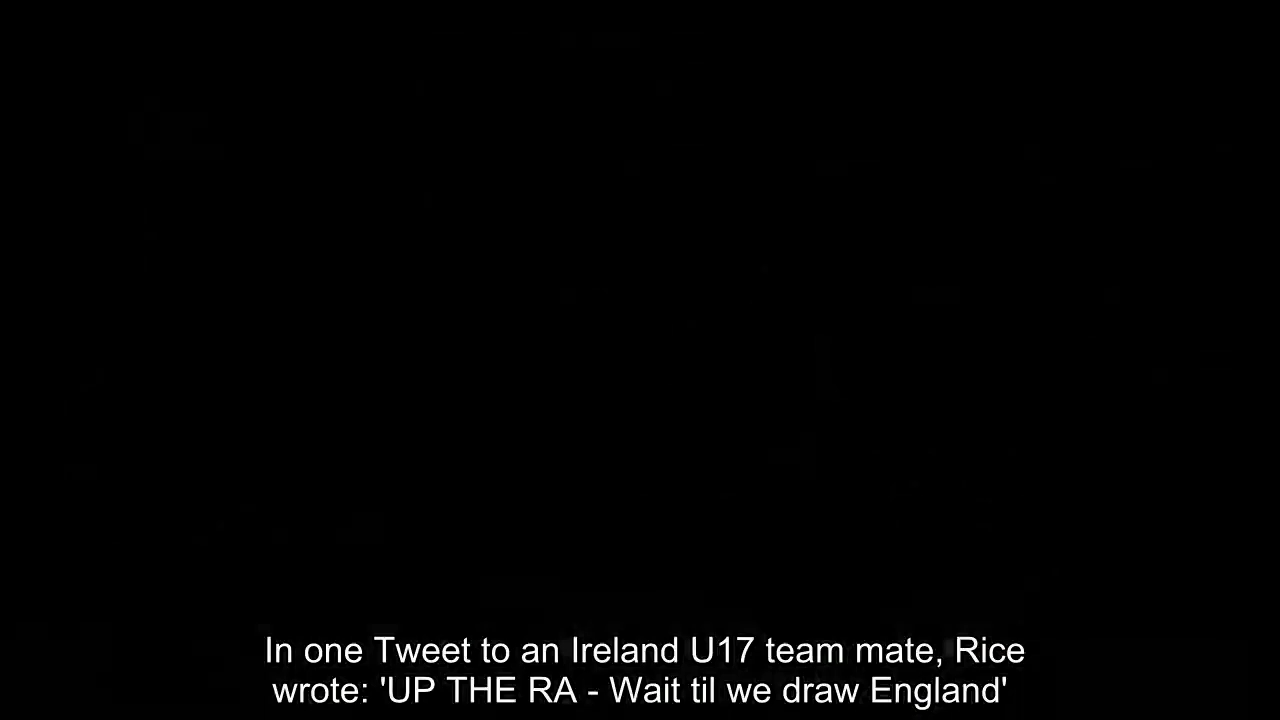 In one Tweet to an Ireland U17 team mate, Rice
wrote: 'UP THE RA - Wait til we draw England'